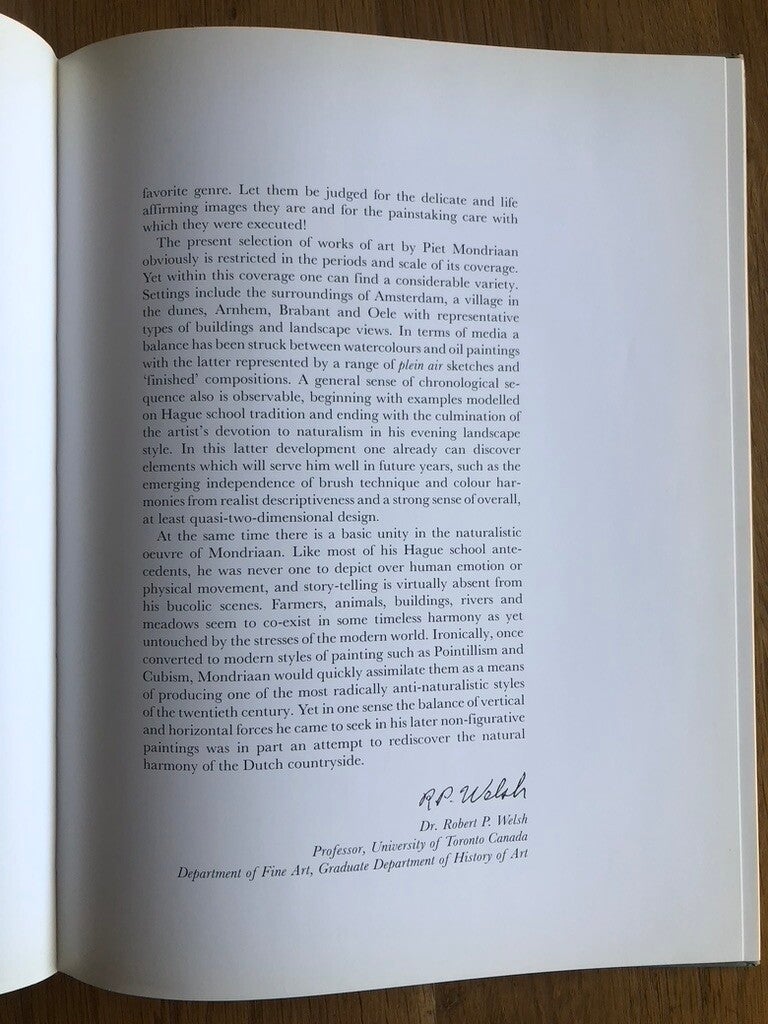 favorite genre. Let them be judged for the delicate and life
affirming images they are and for the painstaking care with
which they were executed!
The present selection of works of art by Piet Mondriaan
obviously is restricted in the periods and scale of its coverage.
Yet within this coverage one can find a considerable variety.
Settings include the surroundings of Amsterdam, a village in
the dunes, Arnhem, Brabant and Oele with representative
types of buildings and landscape views. In terms of media a
balance has been struck between watercolours and oil paintings
with the latter represented by a range of plein air sketches and
'finished' compositions. A general sense of chronological se-
quence also is observable, beginning with examples modelled
on Hague school tradition and ending with the culmination of
the artist's devotion to naturalism in his evening landscape
style. In this latter development one already can discover
elements which will serve him well in future years, such as the
emerging independence of brush technique and colour har-
monies from realist descriptiveness and a strong sense of overall,
at least quasi-two-dimensional design.
At the same time there is a basic unity in the naturalistic
oeuvre of Mondriaan. Like most of his Hague school ante-
cedents, he was never one to depict over human emotion or
physical movement, and story-telling is virtually absent from
his bucolic scenes. Farmers, animals, buildings, rivers and
meadows seem to co-exist in some timeless harmony as yet
untouched by the stresses of the modern world. Ironically, once
converted to modern styles of painting such as Pointillism and
Cubism, Mondriaan would quickly assimilate them as a means
of producing one of the most radically anti-naturalistic styles
of the twentieth century. Yet in one sense the balance of vertical
and horizontal forces he came to seek in his later non-figurative
paintings was in part an attempt to rediscover the natural
harmony of the Dutch countryside.
R.P. Welsh
Dr. Robert P. Welsh
Professor, University of Toronto Canada
Department of Fine Art, Graduate Department of History of Art